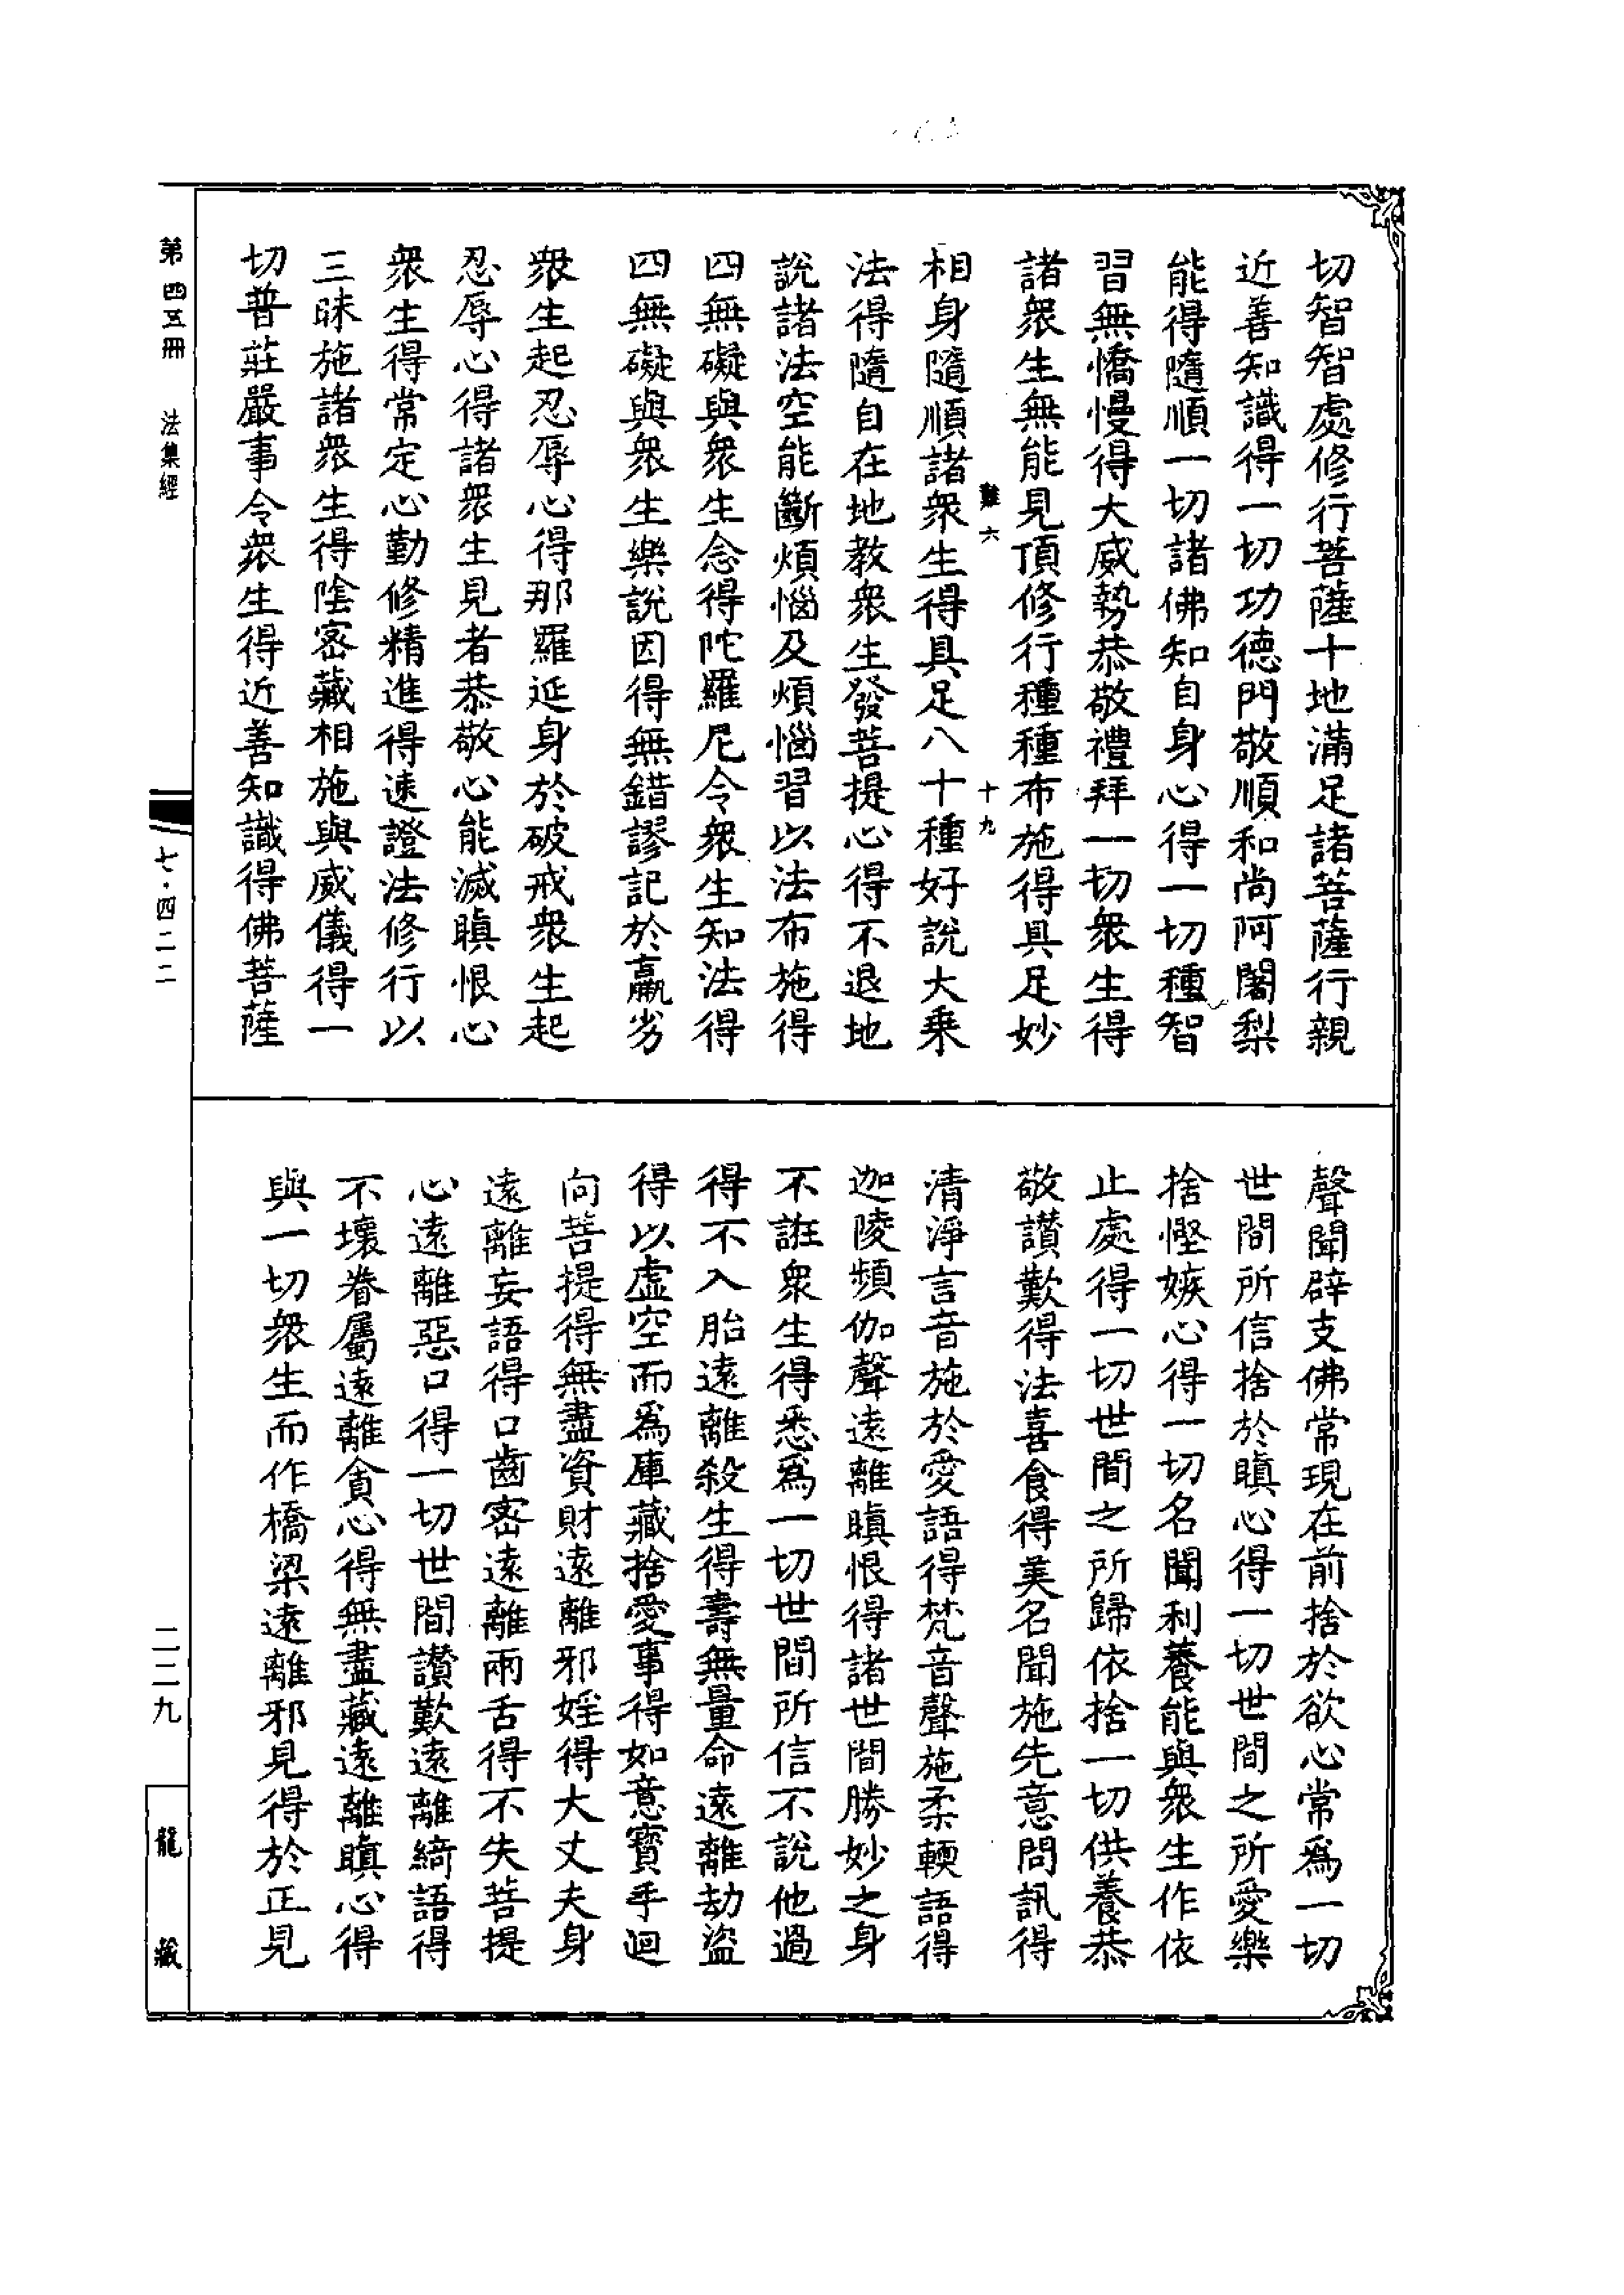 切智智處修行菩薩十地滿足諸菩薩行親
近善知識得一切功德門敬順和尚阿闍梨
能得隨順一切諸佛知自身心得一切種智
習無憍慢得大威勢恭敬禮拜一切衆生得
諸衆生無能見頂修行種種布施得具足妙
難六
十九
相身隨順諸衆生得具足八十種好說大乘
法得隨自在地教衆生發菩提心得不退地
說諸法空能斷煩惱及煩惱習以法布施得
四無礙與衆生念得陀羅尼令衆生知法得
四無礙與衆生樂說因得無錯謬記於羸劣
衆生起忍辱心得那羅延身於破戒衆生起
忍辱心得諸衆生見者恭敬心能滅瞋恨心
衆生得常定心勤修精進得速證法修行以
三昧施諸衆生得陰密藏相施與威儀得一
切普莊嚴事令衆生得近善知識得佛菩薩
聲聞辟支佛常現在前捨於欲心常爲一切
世間所信捨於瞋心得一切世間之所愛樂
捨慳嫉心得一切名聞利養能與衆生作依
止處得一切世間之所歸依捨一切供養恭
敬讚歎得法喜食得美名聞施先意問訊得
清淨言音施於愛語得梵音聲施柔輭語得
迦陵頻伽聲遠離瞋恨得諸世間勝妙之身
不誑衆生得悉爲一切世間所信不說他過
得不入胎遠離殺生得壽無量命遠離劫盜
得以虛空而爲庫藏捨愛事得如意寶手迴
向菩提得無盡資財遠離邪婬得大丈夫身
遠離妄語得口齒密遠離兩舌得不失菩提
心遠離惡口得一切世間讚歎遠離綺語得
不壞眷屬遠離貪心得無盡藏遠離瞋心得
與一切衆生而作橋梁遠離邪見得於正見
第四五冊 法集經
七·四二二
二二九
龍藏